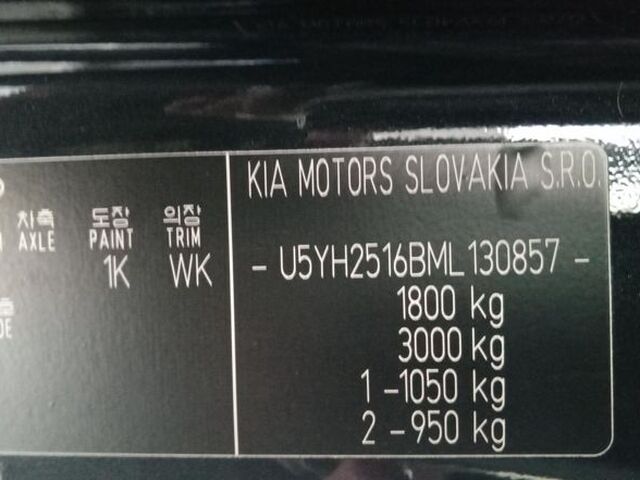 KIA MOTORS SLOVAKIA S.R.O.
차축 도장 의장
AXLE PAINT TRIM
1K WK
- U5YH2516BML130857 -
1800 kg
3000 kg
1 -1050 kg
2 -950 kg